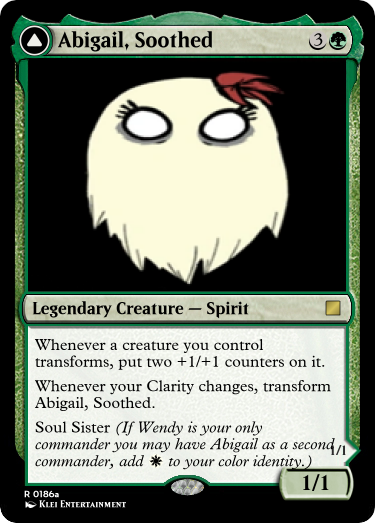 Abigail, Soothed 3
Legendary Creature — Spirit
Whenever a creature you control
transforms, put two +1/+1 counters on it.
Whenever your Clarity changes, transform
Abigail, Soothed.
Soul Sister (If Wendy is your only
commander you may have Abigail as a second
commander, add to your color identity.)
1/1
1/1
R 0186a
Klei Entertainment